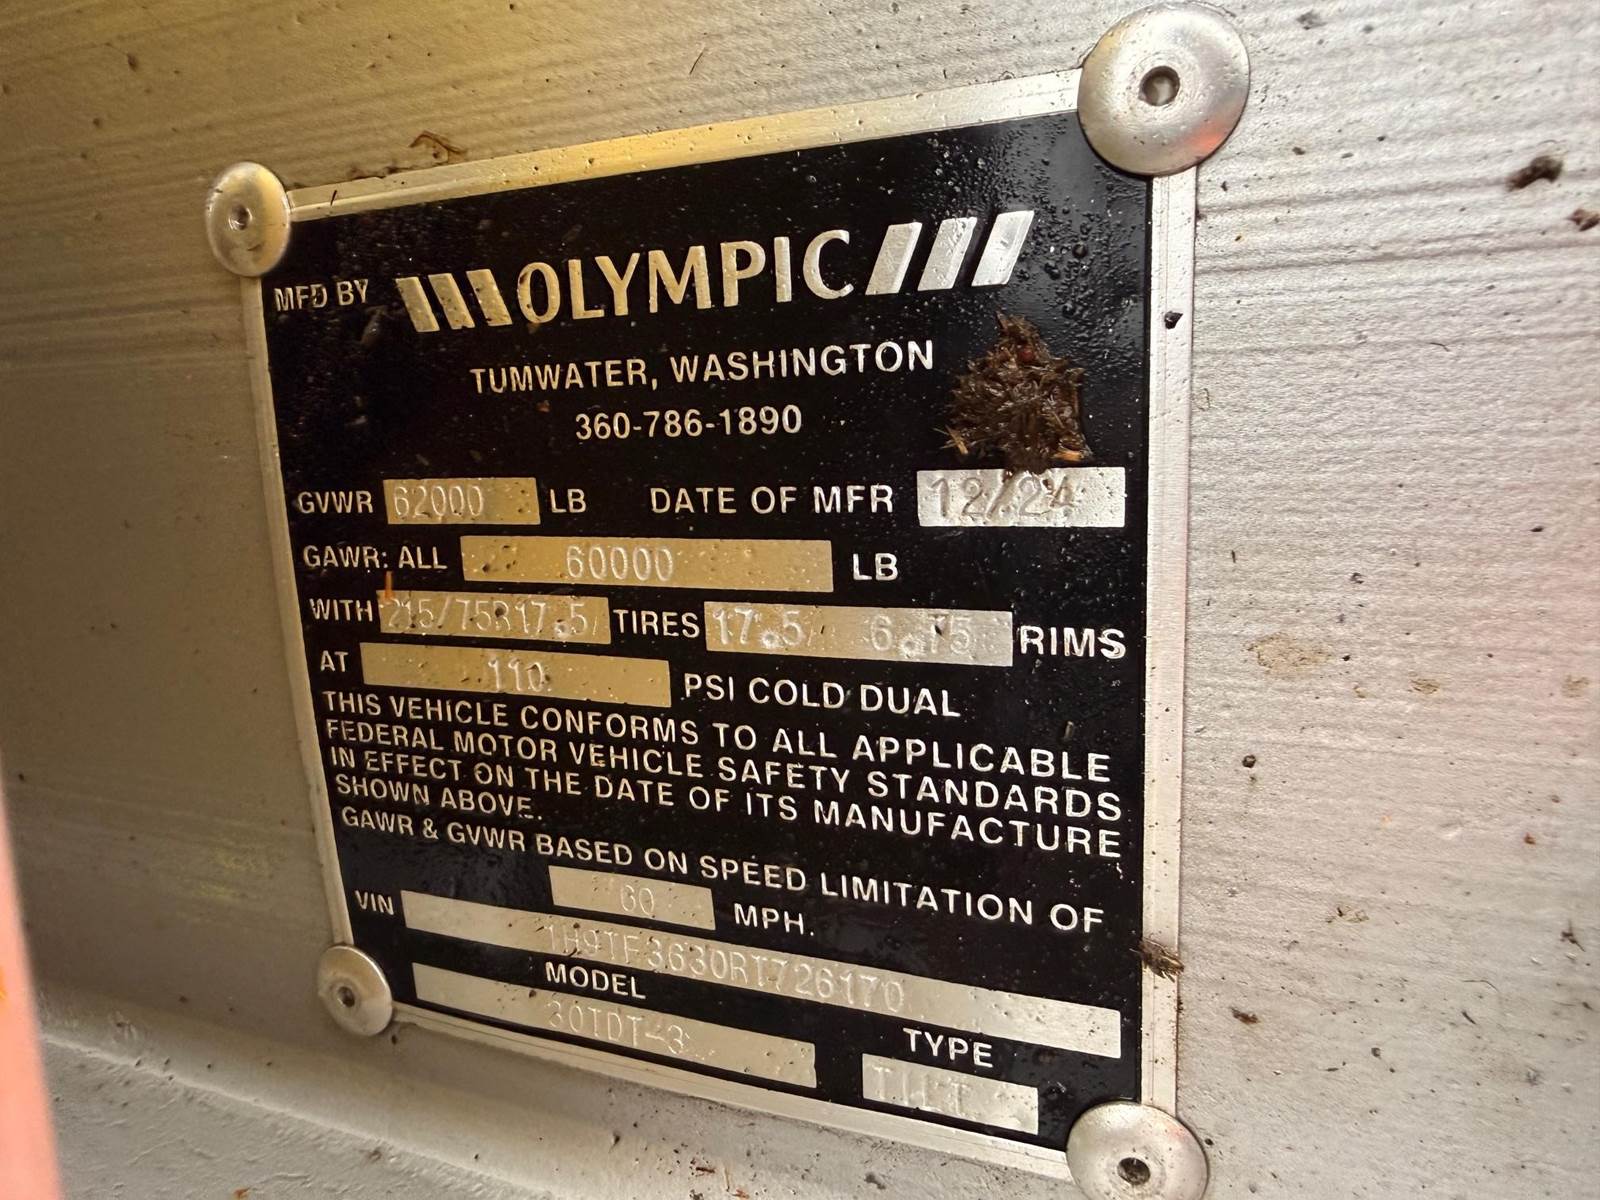 MFD BY OLYMPIC
TUMWATER, WASHINGTON
360-786-1890
GVWR 62000 LB DATE OF MFR 12/24
GAWR: ALL 60000 LB
WITH 215/75R17.5 TIRES 17.5 6.75 RIMS
AT 110 PSI COLD DUAL
THIS VEHICLE CONFORMS TO ALL APPLICABLE
FEDERAL MOTOR VEHICLE SAFETY STANDARDS
IN EFFECT ON THE DATE OF ITS MANUFACTURE
SHOWN ABOVE.
GAWR & GVWR BASED ON SPEED LIMITATION OF
60 MPH.
VIN 1H9TF3630RT726170
MODEL 30TDT-3 TYPE TILT